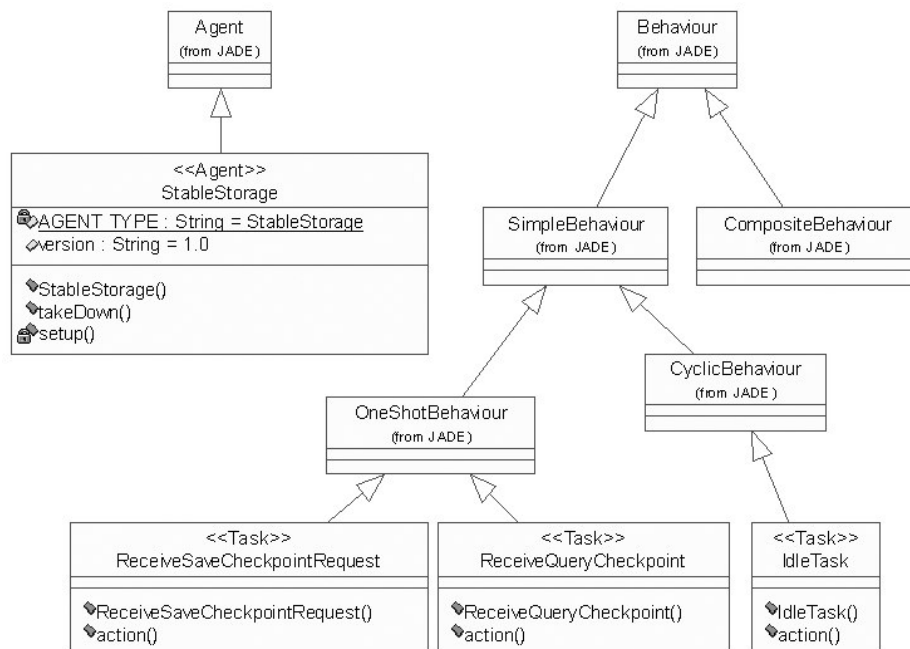 Agent
(from JADE)
Behaviour
(from JADE)
<<Agent>>
StableStorage
AGENT TYPE : String = StableStorage
version : String = 1.0
StableStorage()
takeDown()
setup()
SimpleBehaviour
(from JADE)
CompositeBehaviour
(from JADE)
OneShotBehaviour
(from JADE)
CyclicBehaviour
(from JADE)
<<Task>>
ReceiveSaveCheckpointRequest
ReceiveSaveCheckpointRequest()
action()
<<Task>>
ReceiveQueryCheckpoint
ReceiveQueryCheckpoint()
action()
<<Task>>
IdleTask
IdleTask()
action()